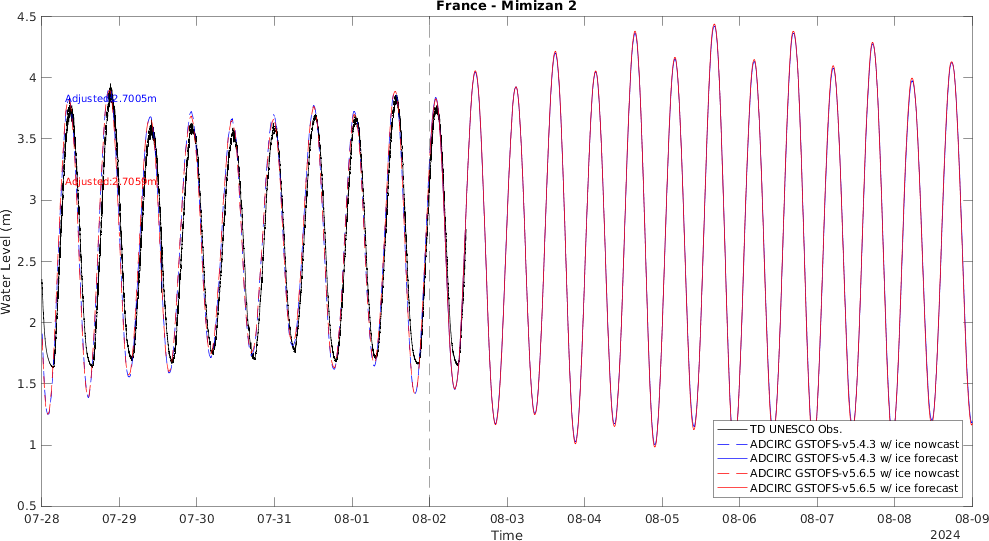 France - Mimizan 2
4.5
4
3.5
3
2.5
2
1.5
1
0.5
Water Level (m)
Adjusted:2.7005m
Adjusted:2.7059m
TD UNESCO Obs.
ADCIRC GSTOFS-v5.4.3 w/ ice nowcast
ADCIRC GSTOFS-v5.4.3 w/ ice forecast
ADCIRC GSTOFS-v5.6.5 w/ ice nowcast
ADCIRC GSTOFS-v5.6.5 w/ ice forecast
07-28 07-29 07-30 07-31 08-01 08-02 08-03 08-04 08-05 08-06 08-07 08-08 08-09
Time
2024